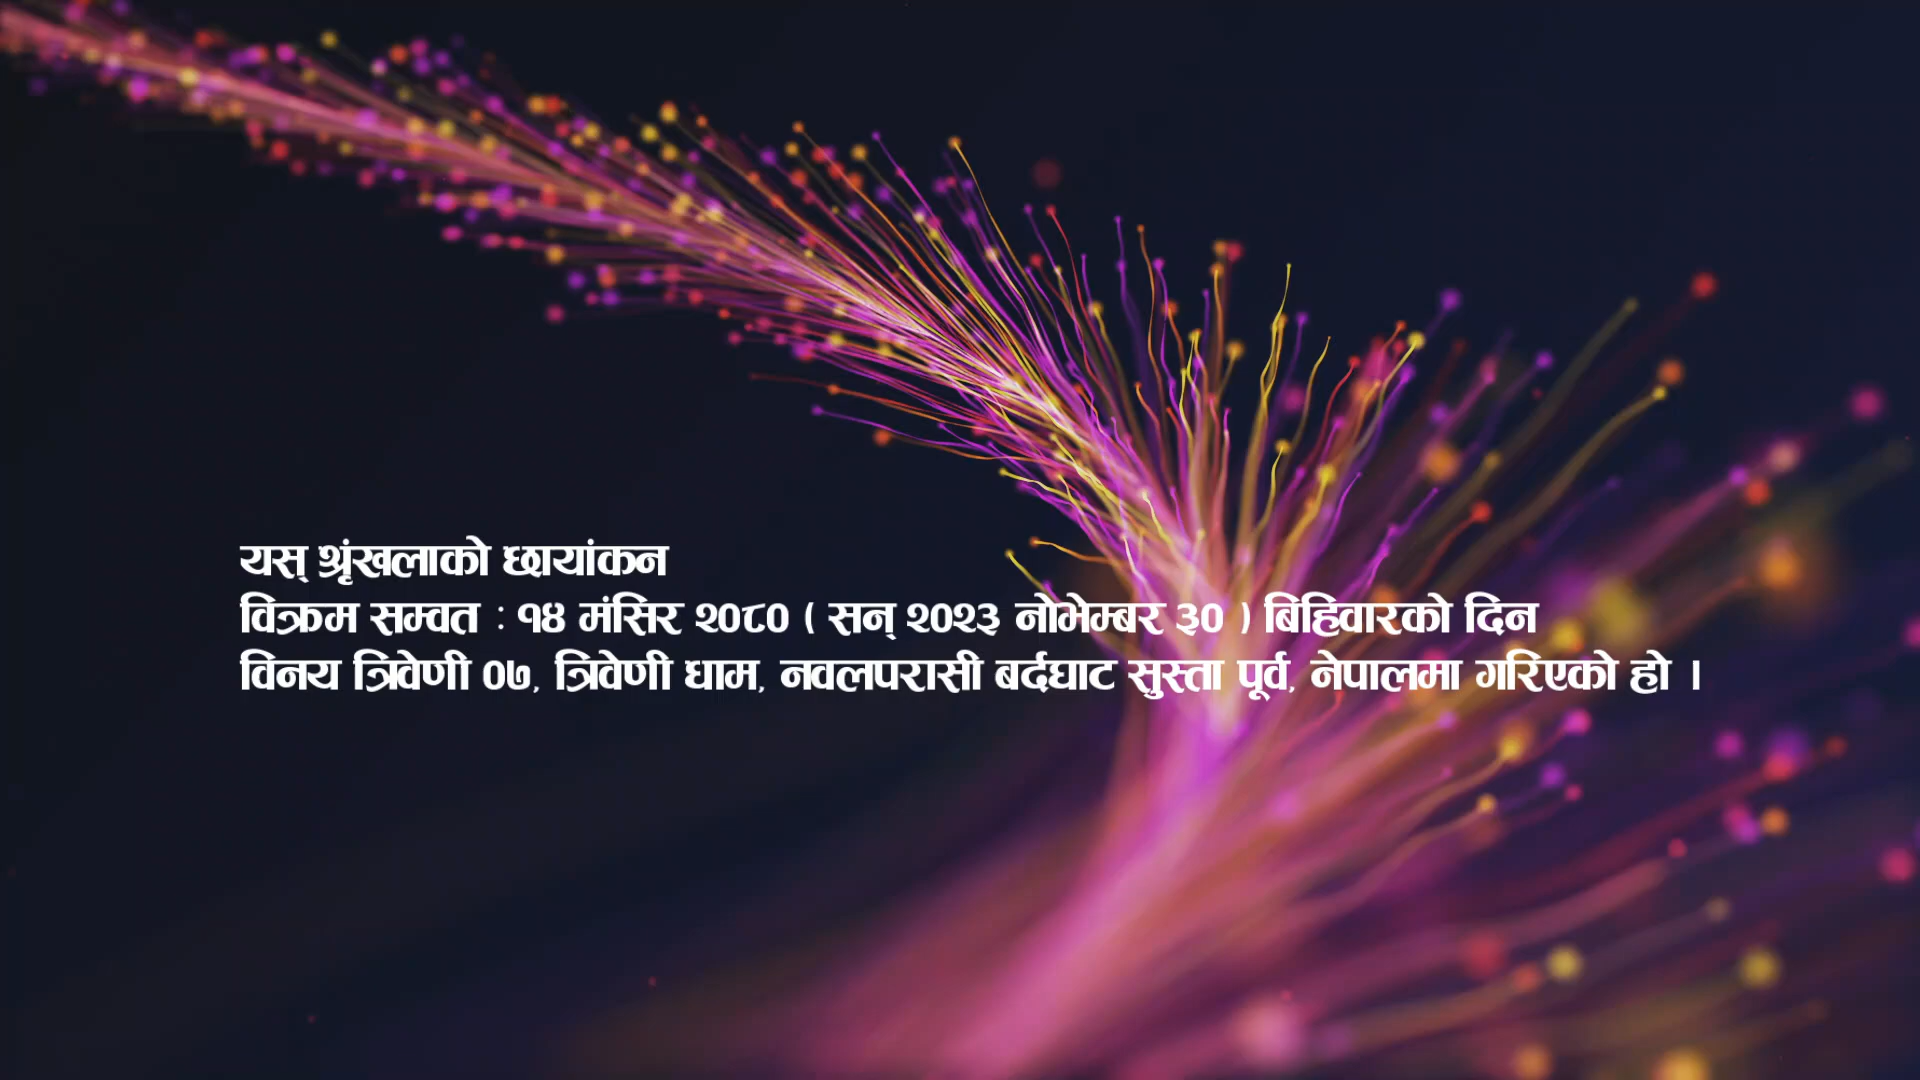 यस् श्रृंखलाको छायांकन
विक्रम सम्वत : १४ मंसिर २०८० ( सन् २०२३ नोभेम्बर ३० ) बिहिवारको दिन
विनय त्रिवेणी ०७, त्रिवेणी धाम, नवलपरासी बर्दघाट सुस्ता पूर्व, नेपालमा गरिएको हो ।